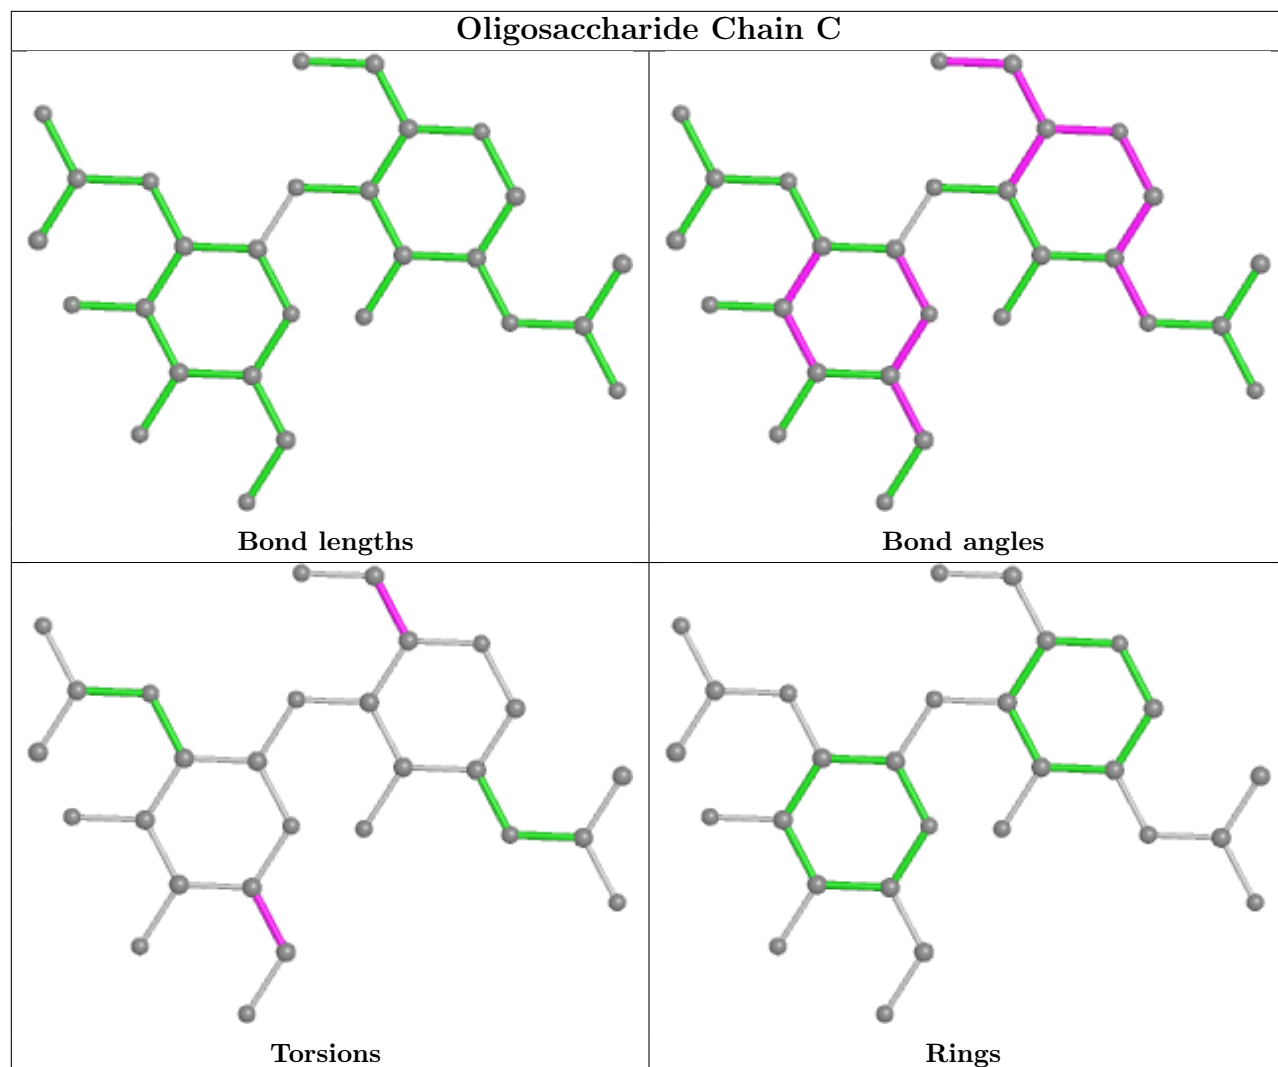 Oligosaccharide Chain C
Bond lengths
Bond angles
Torsions
Rings